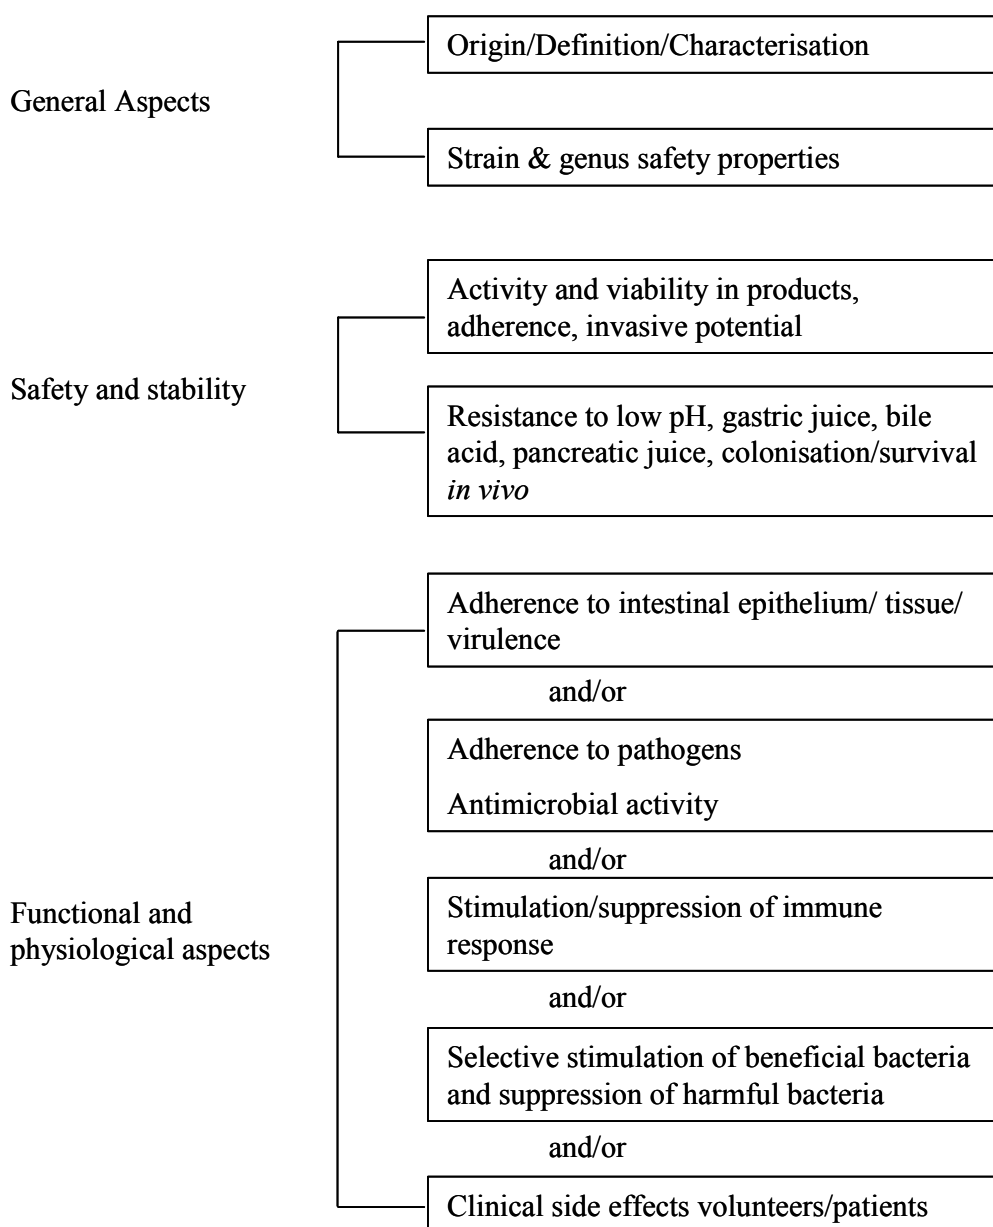 General Aspects
Origin/Definition/Characterisation
Strain & genus safety properties
Safety and stability
Activity and viability in products,
adherence, invasive potential
Resistance to low pH, gastric juice, bile
acid, pancreatic juice, colonisation/survival
in vivo
Functional and
physiological aspects
Adherence to intestinal epithelium/ tissue/
virulence
and/or
Adherence to pathogens
Antimicrobial activity
and/or
Stimulation/suppression of immune
response
and/or
Selective stimulation of beneficial bacteria
and suppression of harmful bacteria
and/or
Clinical side effects volunteers/patients